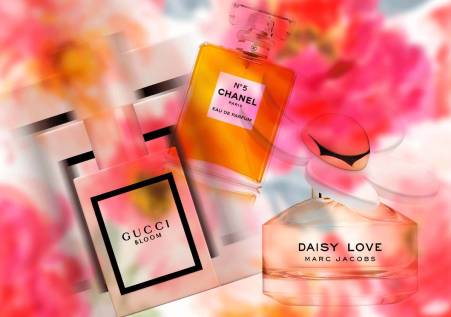 N°5
CHANEL
PARIS
EAU DE PARFUM
GUCCI
BLOOM
DAISY LOVE
MARC JACOBS